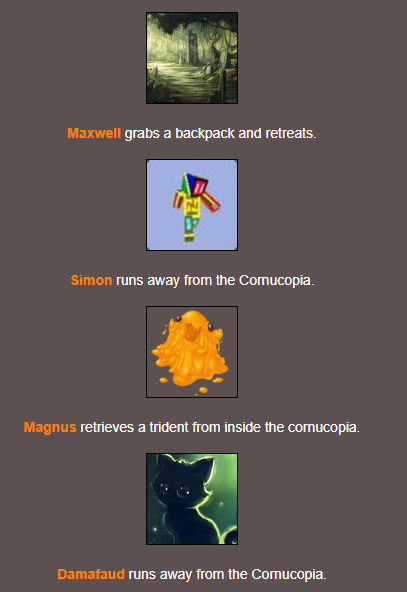 Maxwell grabs a backpack and retreats.
Simon runs away from the Cornucopia.
Magnus retrieves a trident from inside the cornucopia.
Damafaud runs away from the Cornucopia.